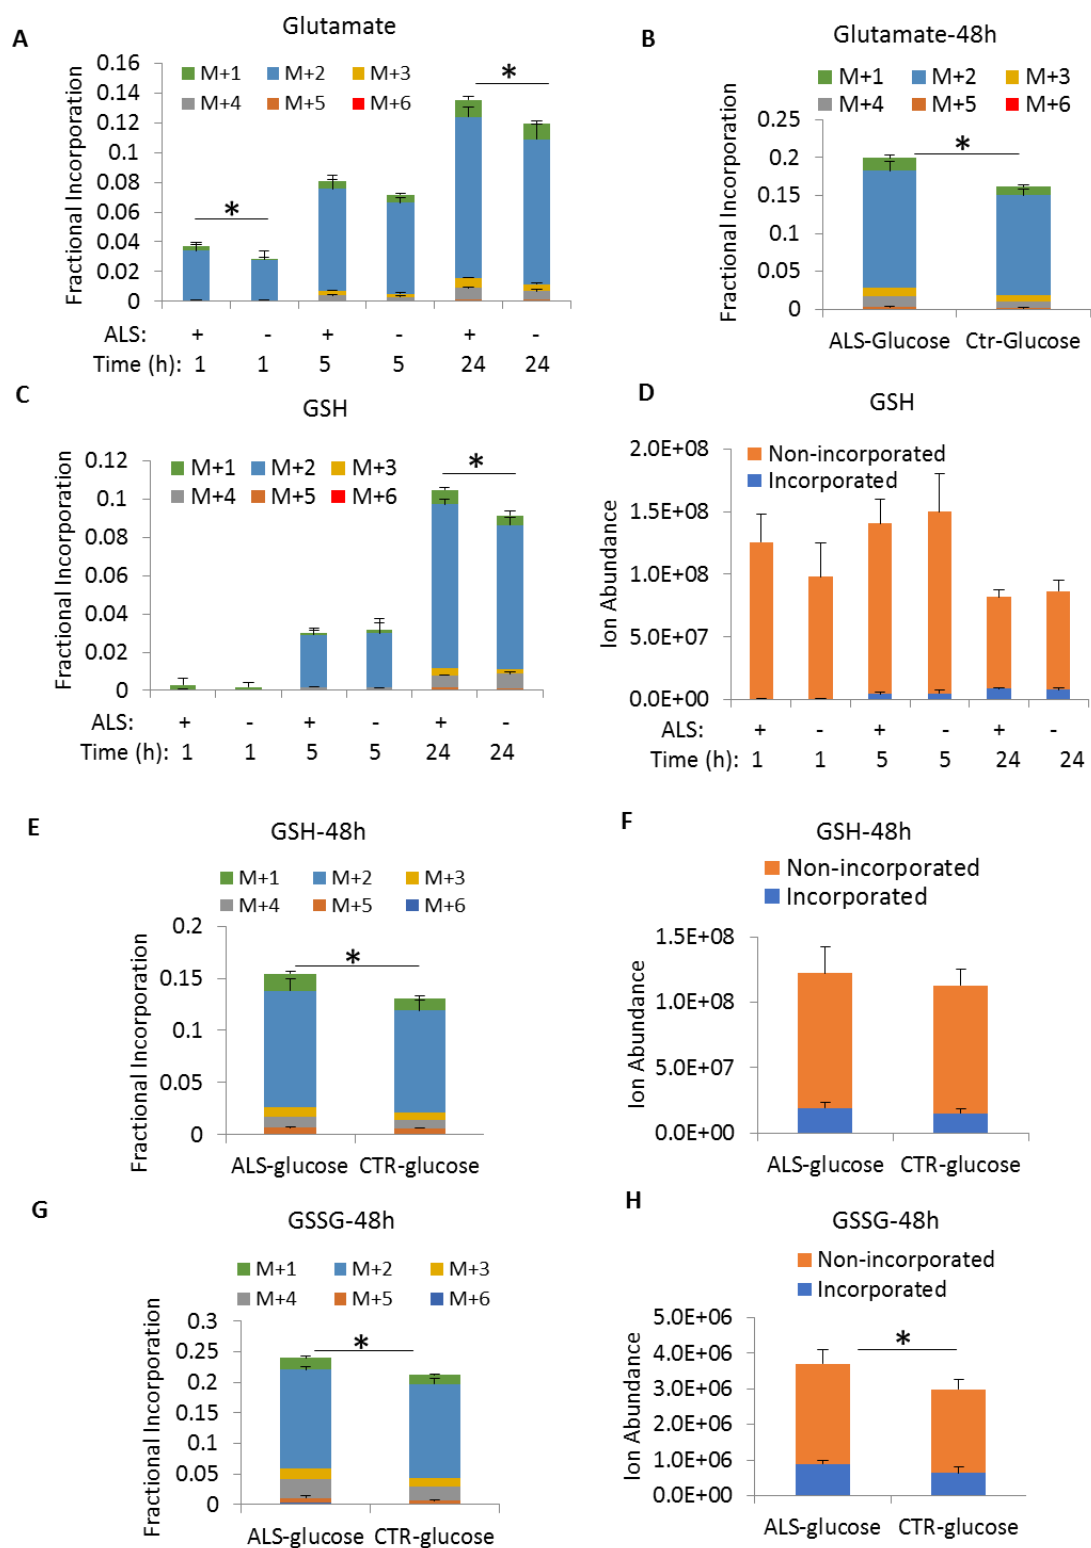 A
Glutamate
Fractional Incorporation
0.16
0.14
0.12
0.1
0.08
0.06
0.04
0.02
0
M+1 M+2 M+3
M+4 M+5 M+6
*
*
ALS: + - + - + -
Time (h): 1 1 5 5 24 24
B
Glutamate-48h
M+1 M+2 M+3
M+4 M+5 M+6
Fractional Incorporation
0.25
0.2
0.15
0.1
0.05
0
*
ALS-Glucose Ctr-Glucose
C
GSH
Fractional Incorporation
0.12
0.1
0.08
0.06
0.04
0.02
0
M+1 M+2 M+3
M+4 M+5 M+6
*
ALS: + - + - + -
Time (h): 1 1 5 5 24 24
D
GSH
Ion Abundance
2.0E+08
1.5E+08
1.0E+08
5.0E+07
0.0E+00
Non-incorporated
Incorporated
ALS: + - + - + -
Time (h): 1 1 5 5 24 24
E
GSH-48h
M+1 M+2 M+3
M+4 M+5 M+6
Fractional Incorporation
0.2
0.15
0.1
0.05
0
*
ALS-glucose CTR-glucose
F
GSH-48h
Non-incorporated
Incorporated
Ion Abundance
1.5E+08
1.0E+08
5.0E+07
0.0E+00
ALS-glucose CTR-glucose
G
GSSG-48h
M+1 M+2 M+3
M+4 M+5 M+6
Fractional Incorporation
0.3
0.25
0.2
0.15
0.1
0.05
0
*
ALS-glucose CTR-glucose
H
GSSG-48h
Non-incorporated
Incorporated
Ion Abundance
5.0E+06
4.0E+06
3.0E+06
2.0E+06
1.0E+06
0.0E+00
*
ALS-glucose CTR-glucose